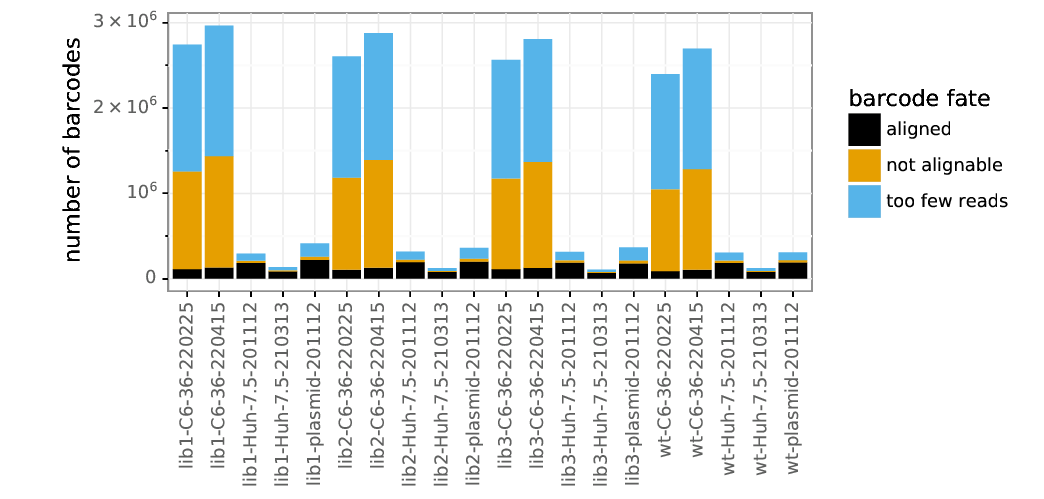 number of barcodes
3 × 10⁶
2 × 10⁶
10⁶
0
lib1-C6-36-220225
lib1-C6-36-220415
lib1-Huh-7.5-201112
lib1-Huh-7.5-210313
lib1-plasmid-201112
lib2-C6-36-220225
lib2-C6-36-220415
lib2-Huh-7.5-201112
lib2-Huh-7.5-210313
lib2-plasmid-201112
lib3-C6-36-220225
lib3-C6-36-220415
lib3-Huh-7.5-201112
lib3-Huh-7.5-210313
lib3-plasmid-201112
wt-C6-36-220225
wt-C6-36-220415
wt-Huh-7.5-201112
wt-Huh-7.5-210313
wt-plasmid-201112
barcode fate
aligned
not alignable
too few reads